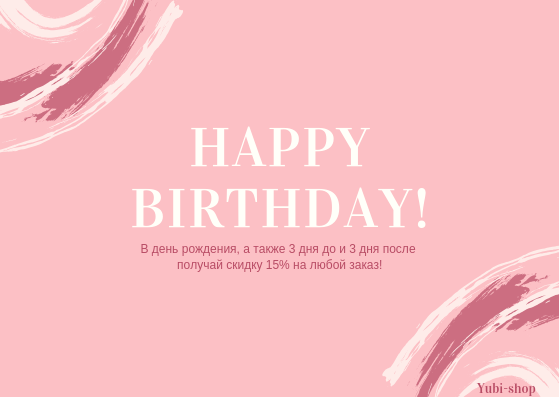 HAPPY
BIRTHDAY!
В день рождения, а также 3 дня до и 3 дня после
получай скидку 15% на любой заказ!
Yubi-shop